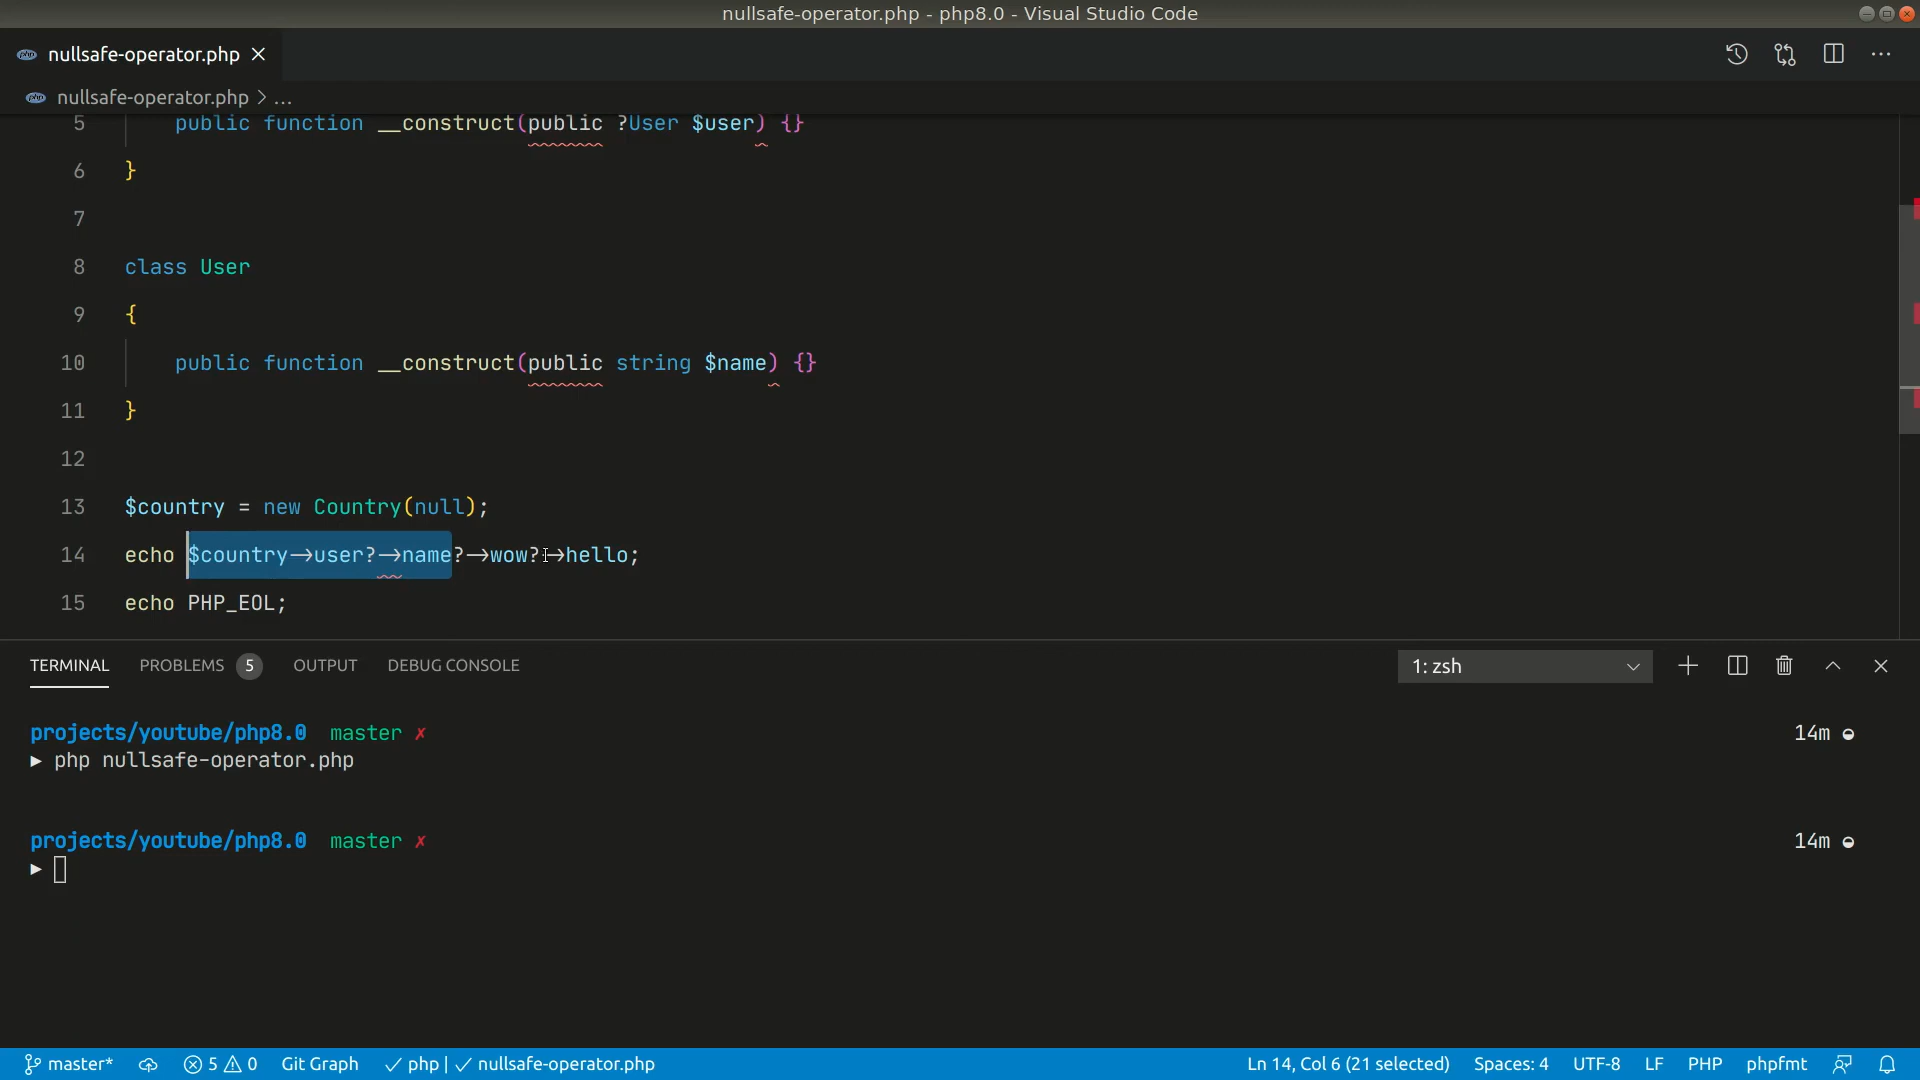 nullsafe-operator.php - php8.0 - Visual Studio Code
nullsafe-operator.php
nullsafe-operator.php > ...
5 public function __construct(public ?User $user) {}
6 }
7
8 class User
9 {
10 public function __construct(public string $name) {}
11 }
12
13 $country = new Country(null);
14 echo $country->user?->name?->wow?->hello;
15 echo PHP_EOL;
TERMINAL PROBLEMS 5 OUTPUT DEBUG CONSOLE 1: zsh
projects/youtube/php8.0 master ✗ 14m
▶ php nullsafe-operator.php
projects/youtube/php8.0 master ✗ 14m
▶
master* 5 0 Git Graph ✓ php | ✓ nullsafe-operator.php Ln 14, Col 6 (21 selected) Spaces: 4 UTF-8 LF PHP phpfmt